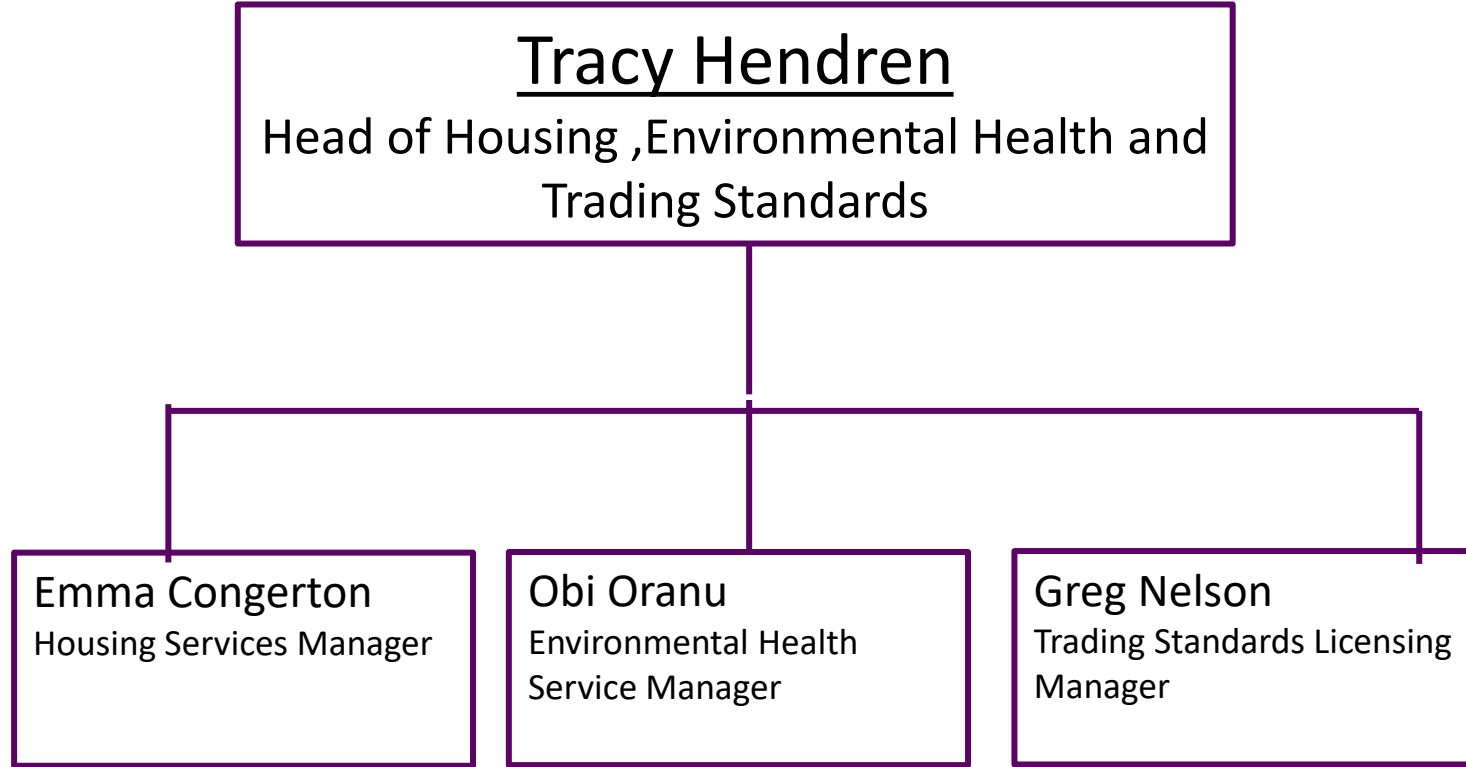 Tracy Hendren
Head of Housing ,Environmental Health and
Trading Standards
Emma Congerton
Housing Services Manager
Obi Oranu
Environmental Health
Service Manager
Greg Nelson
Trading Standards Licensing
Manager